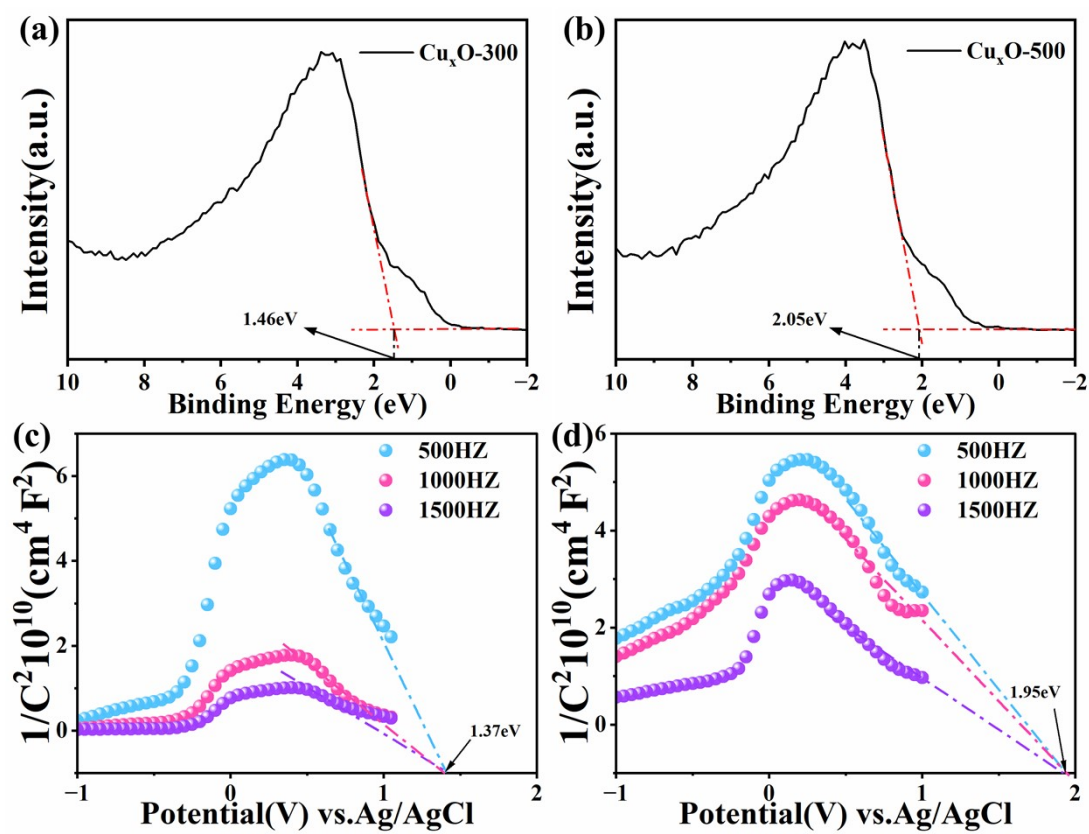 (a)
CuₓO-300
Intensity(a.u.)
1.46eV
10 8 6 4 2 0 −2
Binding Energy (eV)
(b)
CuₓO-500
Intensity(a.u.)
2.05eV
10 8 6 4 2 0 −2
Binding Energy (eV)
(c)
500HZ
1000HZ
1500HZ
1/C²10¹⁰(cm⁴ F²)
6
4
2
0
1.37eV
−1 0 1 2
Potential(V) vs.Ag/AgCl
(d)
500HZ
1000HZ
1500HZ
1/C²10¹⁰(cm⁴ F²)
6
4
2
0
1.95eV
−1 0 1 2
Potential(V) vs.Ag/AgCl